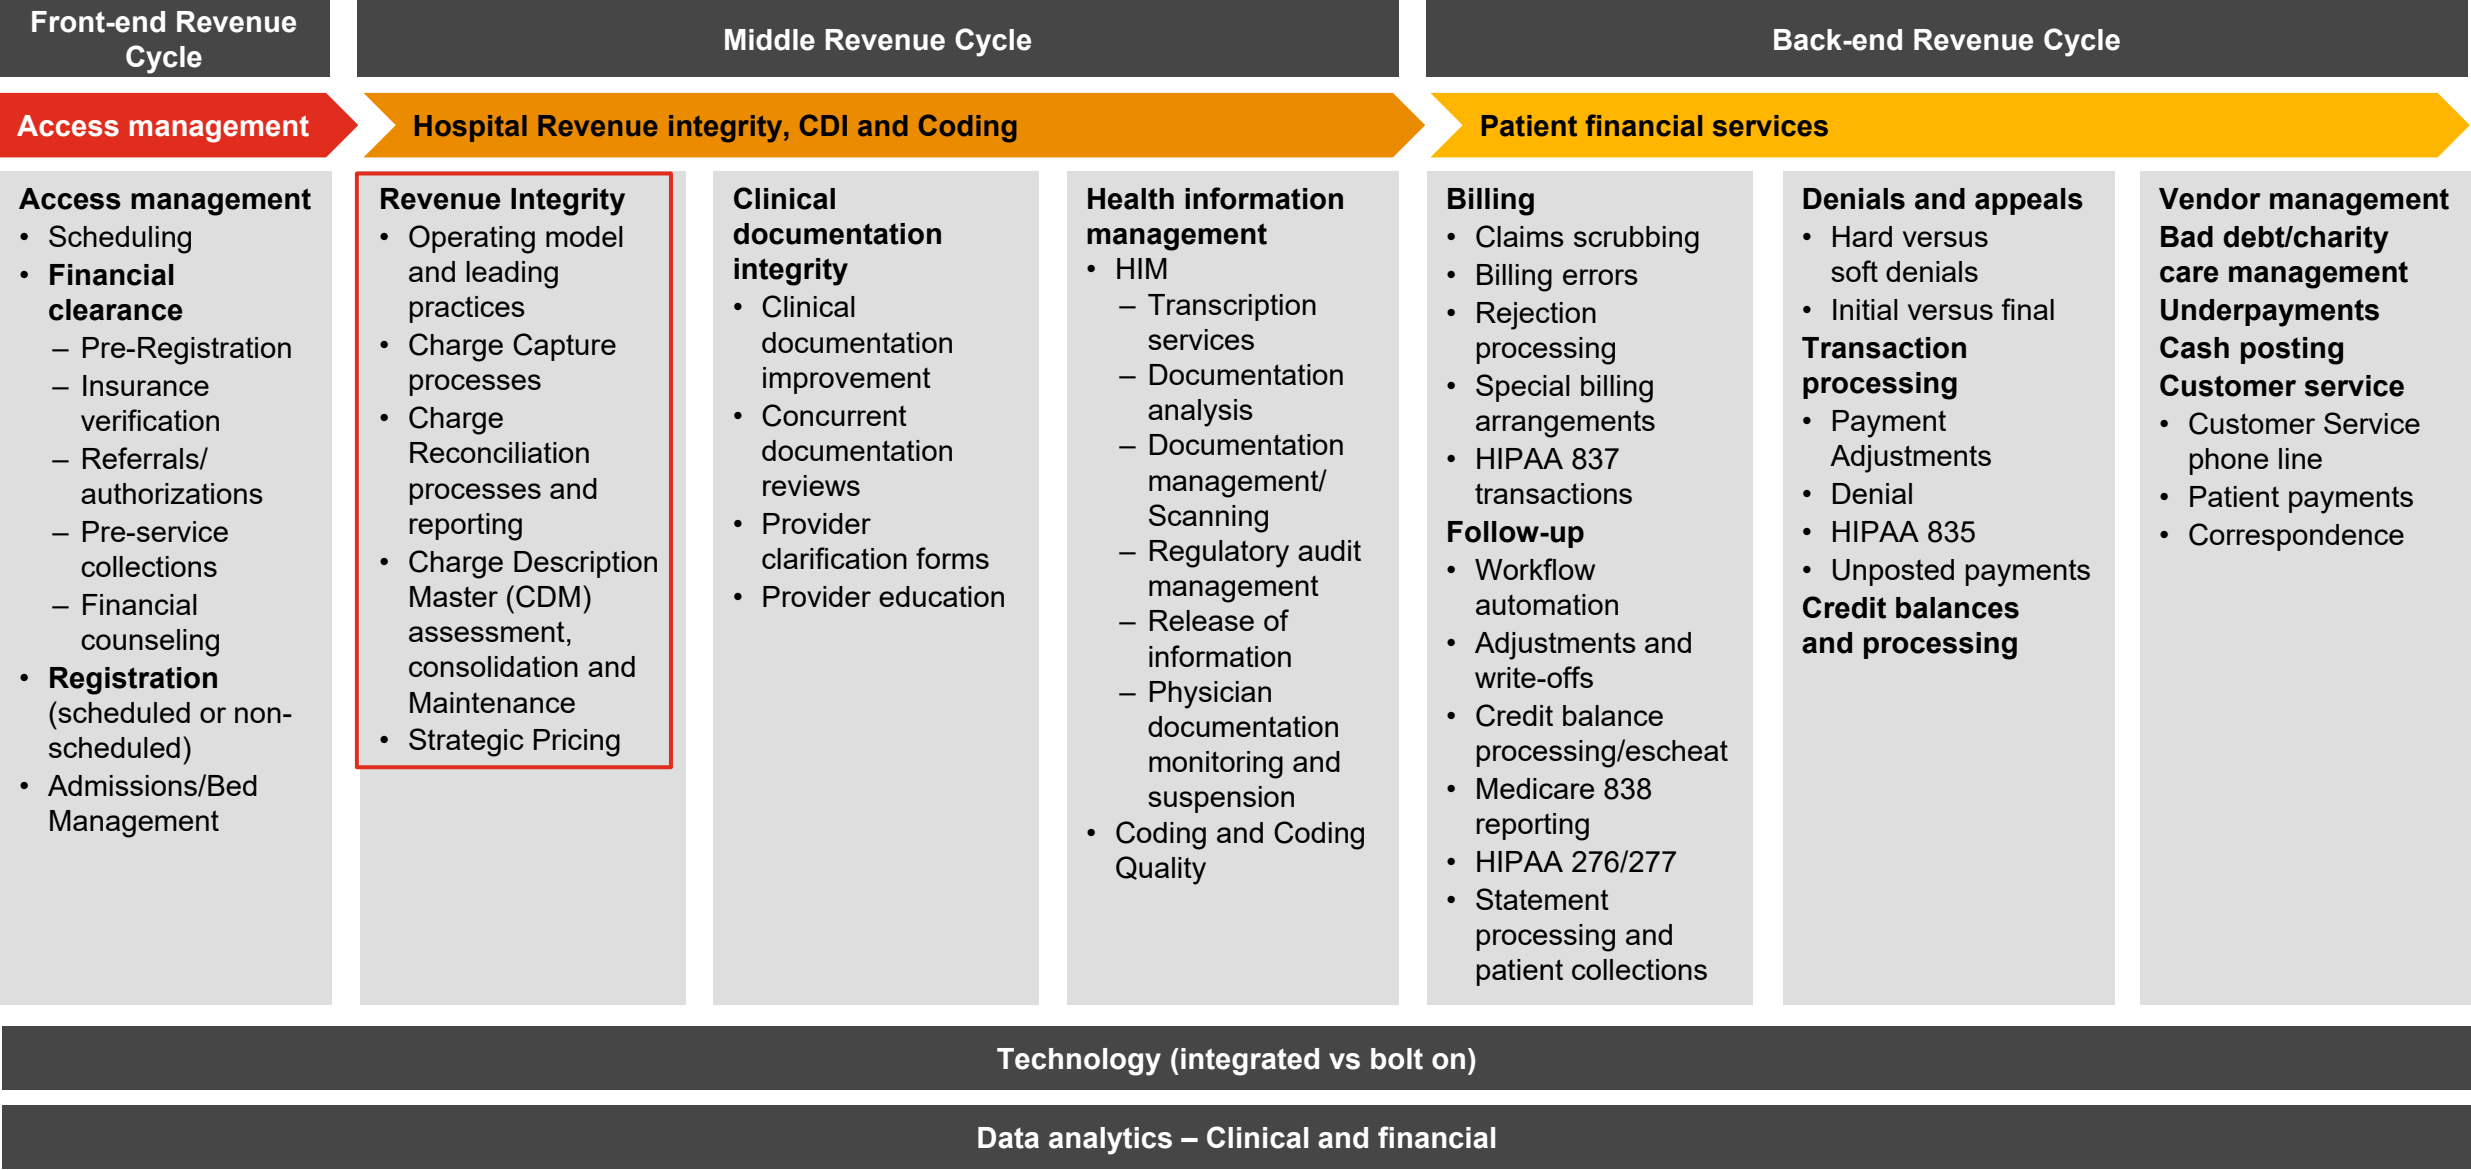 Front-end Revenue
Cycle
Middle Revenue Cycle
Back-end Revenue Cycle
Access management
Hospital Revenue integrity, CDI and Coding
Patient financial services
Access management
• Scheduling
• Financial
clearance
– Pre-Registration
– Insurance
verification
– Referrals/
authorizations
– Pre-service
collections
– Financial
counseling
• Registration
(scheduled or non-
scheduled)
• Admissions/Bed
Management
Revenue Integrity
• Operating model
and leading
practices
• Charge Capture
processes
• Charge
Reconciliation
processes and
reporting
• Charge Description
Master (CDM)
assessment,
consolidation and
Maintenance
• Strategic Pricing
Clinical
documentation
integrity
• Clinical
documentation
improvement
• Concurrent
documentation
reviews
• Provider
clarification forms
• Provider education
Health information
management
• HIM
– Transcription
services
– Documentation
analysis
– Documentation
management/
Scanning
– Regulatory audit
management
– Release of
information
– Physician
documentation
monitoring and
suspension
• Coding and Coding
Quality
Billing
• Claims scrubbing
• Billing errors
• Rejection
processing
• Special billing
arrangements
• HIPAA 837
transactions
Follow-up
• Workflow
automation
• Adjustments and
write-offs
• Credit balance
processing/escheat
• Medicare 838
reporting
• HIPAA 276/277
• Statement
processing and
patient collections
Denials and appeals
• Hard versus
soft denials
• Initial versus final
Transaction
processing
• Payment
Adjustments
• Denial
• HIPAA 835
• Unposted payments
Credit balances
and processing
Vendor management
Bad debt/charity
care management
Underpayments
Cash posting
Customer service
• Customer Service
phone line
• Patient payments
• Correspondence
Technology (integrated vs bolt on)
Data analytics – Clinical and financial